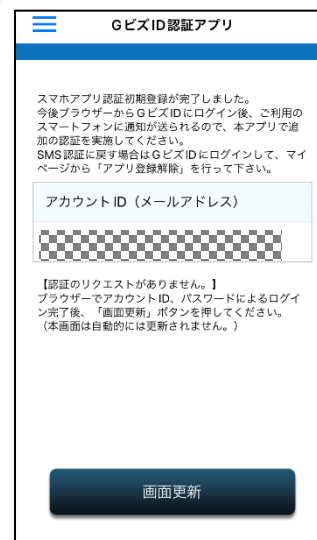 GビズID認証アプリ
スマホアプリ認証初期登録が完了しました。
今後ブラウザーからGビズIDにログイン後、ご利用の
スマートフォンに通知が送られるので、本アプリで追
加の認証を実施してください。
SMS認証に戻す場合はGビズIDにログインして、マイ
ページから「アプリ登録解除」を行って下さい。
アカウントID（メールアドレス）
【認証のリクエストがありません。】
ブラウザーでアカウントID、パスワードによるログイ
ン完了後、「画面更新」ボタンを押してください。
（本画面は自動的には更新されません。）
画面更新